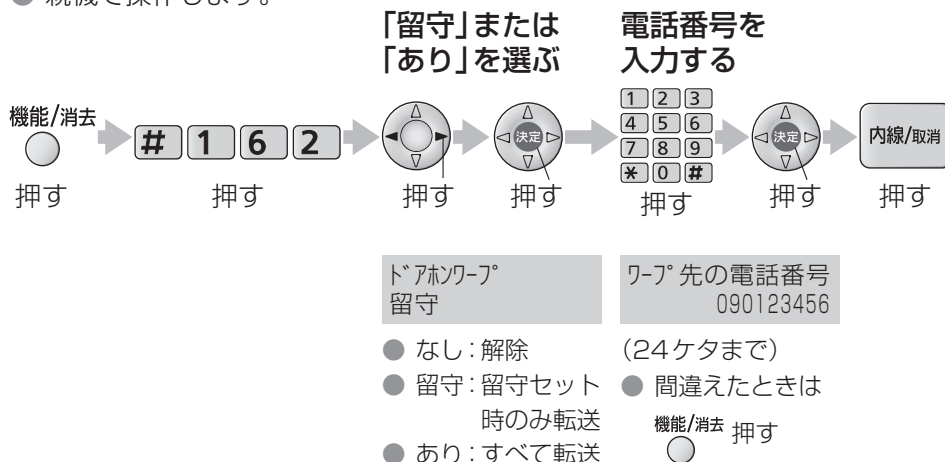 ● 親機で操作します。
「留守」または
「あり」を選ぶ
電話番号を
入力する
機能/消去
# 1 6 2
決定
1 2 3
4 5 6
7 8 9
* 0 #
決定
内線/取消
押す
押す
押す
押す
押す
押す
押す
ﾄﾞｱﾎﾝﾜｰﾌﾟ
留守
ﾜｰﾌﾟ先の電話番号
090123456
● なし：解除
● 留守：留守セット
時のみ転送
● あり：すべて転送
（24ケタまで）
● 間違えたときは
機能/消去 押す